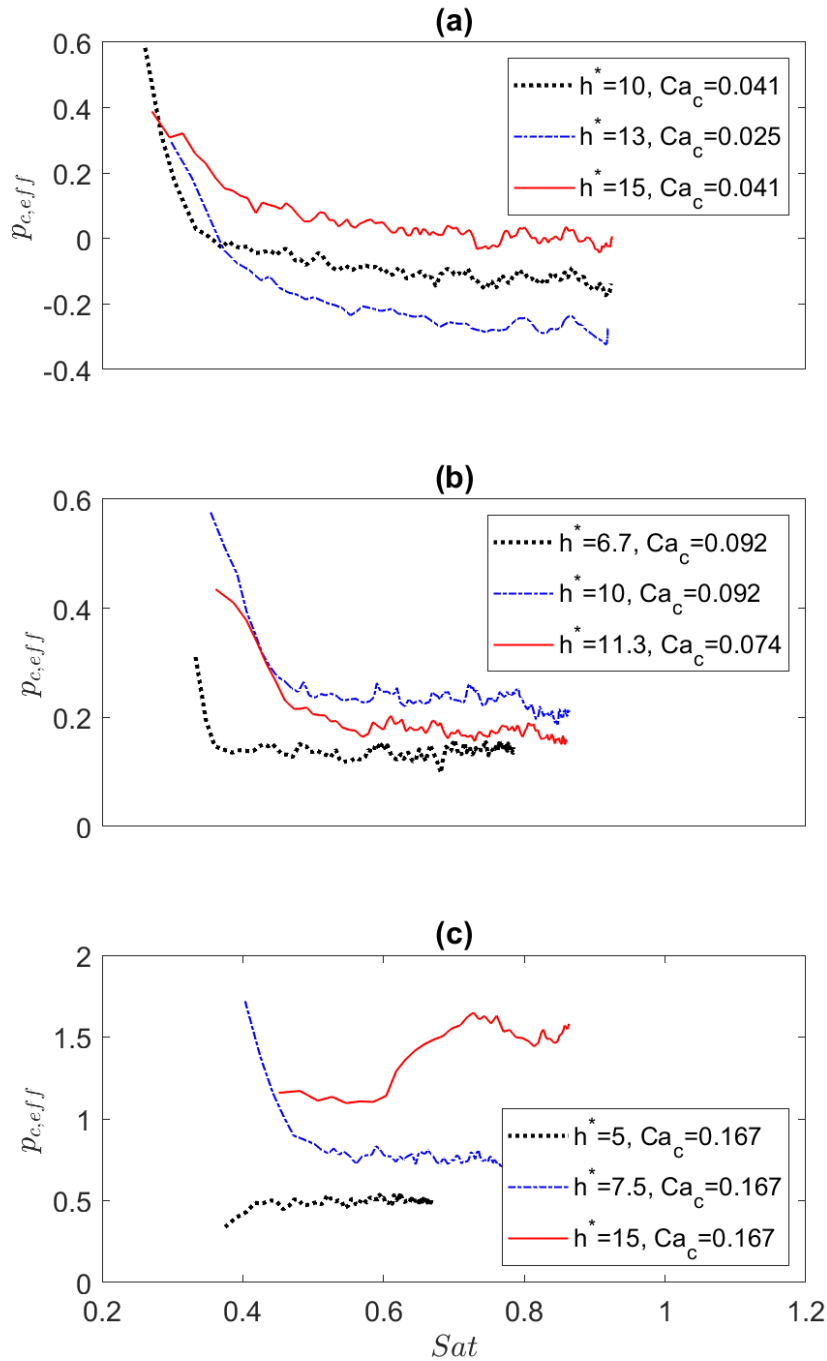 (a)
0.6
0.4
0.2
0
-0.2
-0.4
p_{c,eff}
h^*=10, Ca_c=0.041
h^*=13, Ca_c=0.025
h^*=15, Ca_c=0.041
(b)
0.6
0.4
0.2
0
p_{c,eff}
h^*=6.7, Ca_c=0.092
h^*=10, Ca_c=0.092
h^*=11.3, Ca_c=0.074
(c)
2
1.5
1
0.5
0
p_{c,eff}
h^*=5, Ca_c=0.167
h^*=7.5, Ca_c=0.167
h^*=15, Ca_c=0.167
0.2 0.4 0.6 0.8 1 1.2
Sat